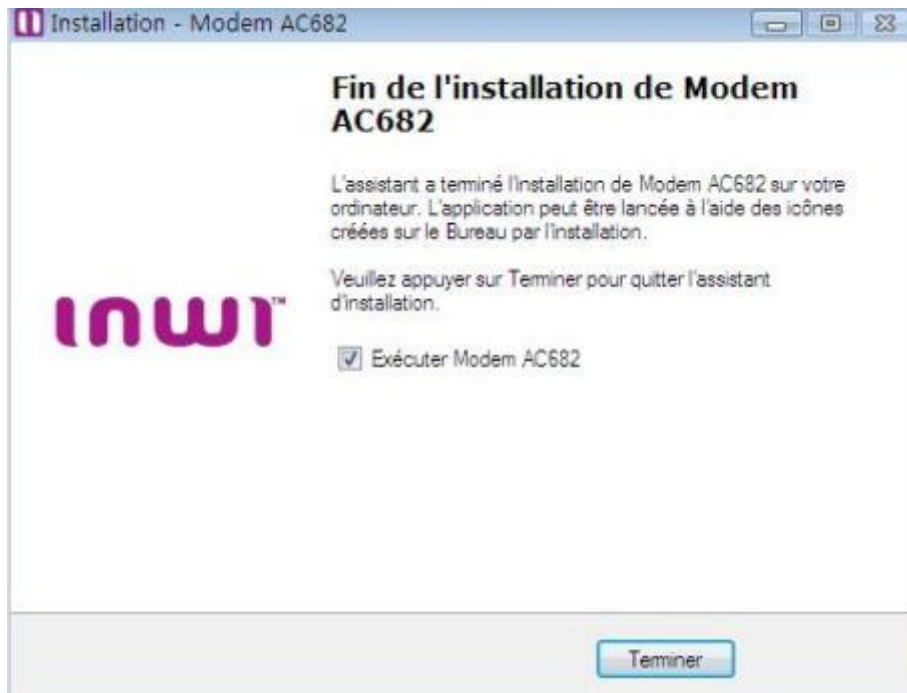 Installation - Modem AC682
Fin de l'installation de Modem
AC682
L'assistant a terminé l'installation de Modem AC682 sur votre
ordinateur. L'application peut être lancée à l'aide des icônes
créées sur le Bureau par l'installation.
Veuillez appuyer sur Terminer pour quitter l'assistant
d'installation.
inwi™
Exécuter Modem AC682
Terminer